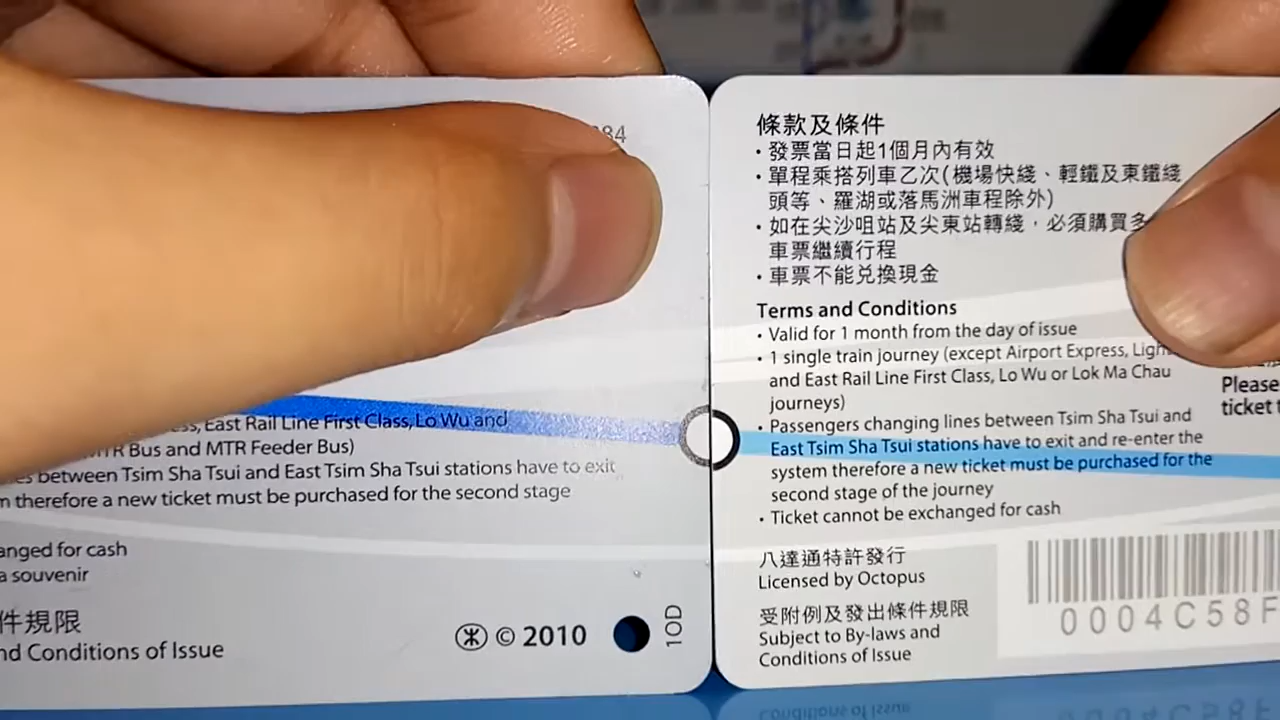 84
ss, East Rail Line First Class, Lo Wu and
MTR Bus and MTR Feeder Bus)
es between Tsim Sha Tsui and East Tsim Sha Tsui stations have to exit
m therefore a new ticket must be purchased for the second stage
anged for cash
a souvenir
件規限
nd Conditions of Issue
© 2010
10D
條款及條件
・發票當日起1個月內有效
・單程乘搭列車乙次(機場快綫、輕鐵及東鐵綫
頭等、羅湖或落馬洲車程除外)
・如在尖沙咀站及尖東站轉綫，必須購買多
車票繼續行程
・車票不能兌換現金
Terms and Conditions
・Valid for 1 month from the day of issue
・1 single train journey (except Airport Express, Ligh
and East Rail Line First Class, Lo Wu or Lok Ma Chau
journeys)
・Passengers changing lines between Tsim Sha Tsui and
East Tsim Sha Tsui stations have to exit and re-enter the
system therefore a new ticket must be purchased for the
second stage of the journey
・Ticket cannot be exchanged for cash
Please
ticket t
八達通特許發行
Licensed by Octopus
受附例及發出條件規限
Subject to By-laws and
Conditions of Issue
0004C58F